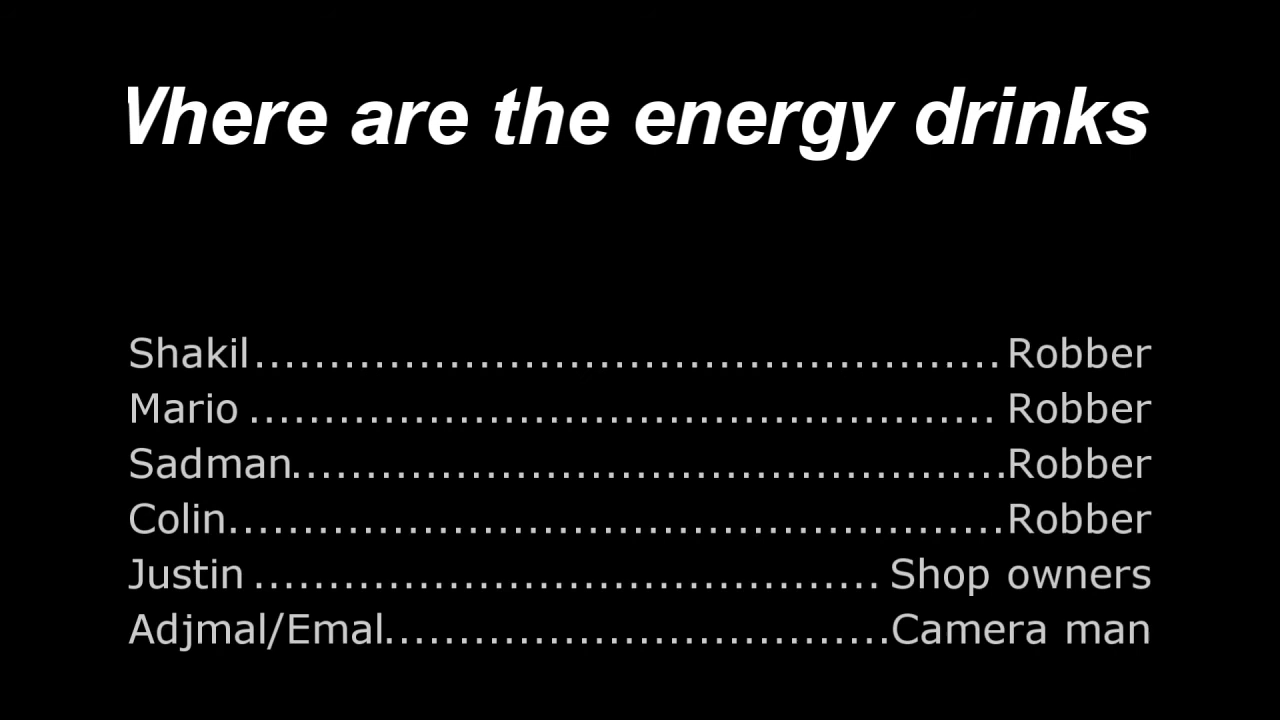 Where are the energy drinks
Shakil.................................................Robber
Mario ................................................. Robber
Sadman................................................Robber
Colin...................................................Robber
Justin .......................................... Shop owners
Adjmal/Emal..................................Camera man